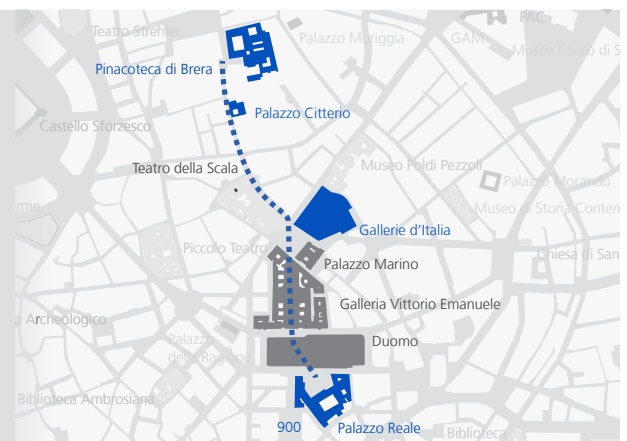 PAC
Teatro Strehler
Palazzo Moriggia
GAM
Museo Civico di S
Pinacoteca di Brera
Palazzo Citterio
Castello Sforzesco
Teatro della Scala
Museo Poldi Pezzoli
Palazzo Morando
erme
Museo di Storia Contem
Gallerie d’Italia
Piccolo Teatro
Chiesa di San
Palazzo Marino
Galleria Vittorio Emanuele
a Archeologico
Palazzo
della Ragione
Duomo
Biblioteca Ambrosiana
900
Palazzo Reale
Biblioteca